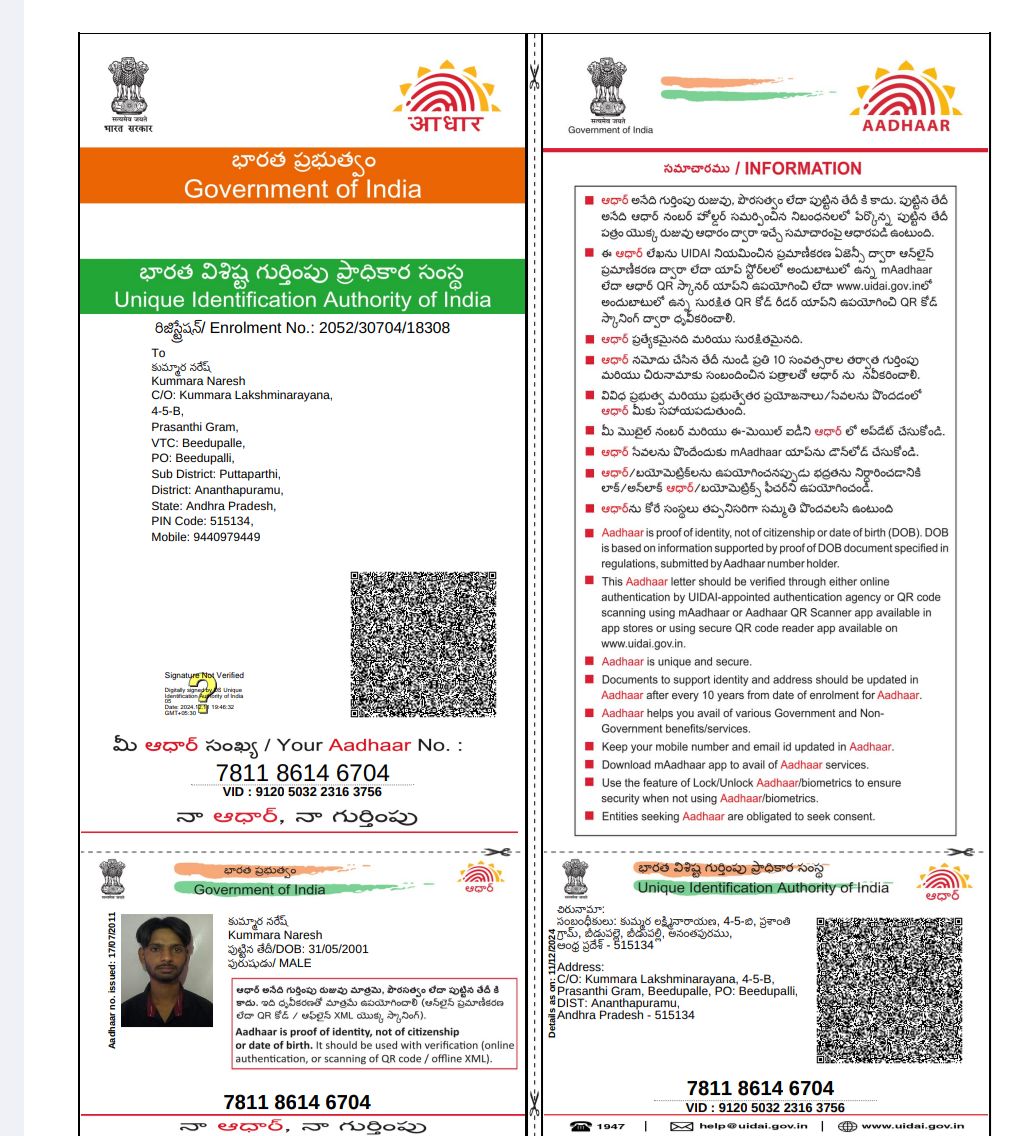 सत्यमेव जयते
भारत सरकार
आधार
భారత ప్రభుత్వం
Government of India
భారత విశిష్ట గుర్తింపు ప్రాధికార సంస్థ
Unique Identification Authority of India
రిజిస్ట్రేషన్/ Enrolment No.: 2052/30704/18308
To
కుమ్మార నరేష్
Kummara Naresh
C/O: Kummara Lakshminarayana,
4-5-B,
Prasanthi Gram,
VTC: Beedupalle,
PO: Beedupalli,
Sub District: Puttaparthi,
District: Ananthapuramu,
State: Andhra Pradesh,
PIN Code: 515134,
Mobile: 9440979449
Signature Not Verified
Digitally signed by DS Unique
Identification Authority of India
05
Date: 2024.12.11 19:46:32
GMT+05:30
మీ ఆధార్ సంఖ్య / Your Aadhaar No. :
7811 8614 6704
VID : 9120 5032 2316 3756
నా ఆధార్, నా గుర్తింపు
सत्यमेव जयते
Government of India
AADHAAR
సమాచారము / INFORMATION
ఆధార్ అనేది గుర్తింపు రుజువు, పౌరసత్వం లేదా పుట్టిన తేదీ కి కాదు. పుట్టిన తేదీ
అనేది ఆధార్ నంబర్ హోల్డర్ సమర్పించిన నిబంధనలలో పేర్కొన్న పుట్టిన తేదీ
పత్రం యొక్క రుజువు ఆధారం ద్వారా ఇచ్చే సమాచారంపై ఆధారపడి ఉంటుంది.
ఈ ఆధార్ లేఖను UIDAI నియమించిన ప్రమాణీకరణ ఏజెన్సీ ద్వారా ఆన్‌లైన్
ప్రమాణీకరణ ద్వారా లేదా యాప్ స్టోర్‌లలో అందుబాటులో ఉన్న mAadhaar
లేదా ఆధార్ QR స్కానర్ యాప్‌ని ఉపయోగించి లేదా www.uidai.gov.inలో
అందుబాటులో ఉన్న సురక్షిత QR కోడ్ రీడర్ యాప్‌ని ఉపయోగించి QR కోడ్
స్కానింగ్ ద్వారా ధృవీకరించాలి.
ఆధార్ ప్రత్యేకమైనది మరియు సురక్షితమైనది.
ఆధార్ నమోదు చేసిన తేదీ నుండి ప్రతి 10 సంవత్సరాల తర్వాత గుర్తింపు
మరియు చిరునామాకు సంబందించిన పత్రాలతో ఆధార్ ను నవీకరించాలి.
వివిధ ప్రభుత్వ మరియు ప్రభుత్వేతర ప్రయోజనాలు/సేవలను పొందడంలో
ఆధార్ మీకు సహాయపడుతుంది.
మీ మొబైల్ నంబర్ మరియు ఈ-మెయిల్ ఐడీని ఆధార్ లో అప్‌డేట్ చేసుకోండి.
ఆధార్ సేవలను పొందేందుకు mAadhaar యాప్‌ను డౌన్‌లోడ్ చేసుకోండి.
ఆధార్/బయోమెట్రిక్‌లను ఉపయోగించనప్పుడు భద్రతను నిర్ధారించడానికి
లాక్/అన్‌లాక్ ఆధార్/బయోమెట్రిక్స్ ఫీచర్‌ని ఉపయోగించండి.
ఆధార్‌ను కోరే సంస్థలు తప్పనిసరిగా సమ్మతి పొందవలసి ఉంటుంది
Aadhaar is proof of identity, not of citizenship or date of birth (DOB). DOB
is based on information supported by proof of DOB document specified in
regulations, submitted by Aadhaar number holder.
This Aadhaar letter should be verified through either online
authentication by UIDAI-appointed authentication agency or QR code
scanning using mAadhaar or Aadhaar QR Scanner app available in
app stores or using secure QR code reader app available on
www.uidai.gov.in.
Aadhaar is unique and secure.
Documents to support identity and address should be updated in
Aadhaar after every 10 years from date of enrolment for Aadhaar.
Aadhaar helps you avail of various Government and Non-
Government benefits/services.
Keep your mobile number and email id updated in Aadhaar.
Download mAadhaar app to avail of Aadhaar services.
Use the feature of Lock/Unlock Aadhaar/biometrics to ensure
security when not using Aadhaar/biometrics.
Entities seeking Aadhaar are obligated to seek consent.
భారత ప్రభుత్వం
Government of India
ఆధార్
Aadhaar no. issued: 17/07/2011
కుమ్మార నరేష్
Kummara Naresh
పుట్టిన తేదీ/DOB: 31/05/2001
పురుషుడు/ MALE
ఆధార్ అనేది గుర్తింపు రుజువు మాత్రమే, పౌరసత్వం లేదా పుట్టిన తేదీ కి
కాదు. ఇది ధృవీకరణతో మాత్రమే ఉపయోగించాలి (ఆన్‌లైన్ ప్రమాణీకరణ
లేదా QR కోడ్ / ఆఫ్‌లైన్ XML యొక్క స్కానింగ్).
Aadhaar is proof of identity, not of citizenship
or date of birth. It should be used with verification (online
authentication, or scanning of QR code / offline XML).
7811 8614 6704
నా ఆధార్, నా గుర్తింపు
భారత విశిష్ట గుర్తింపు ప్రాధికార సంస్థ
Unique Identification Authority of India
ఆధార్
Details as on: 11/12/2024
చిరునామా:
సంబంధీకులు: కుమ్మర లక్ష్మినారాయణ, 4-5-బి, ప్రశాంతి
గ్రామ్, బీడుపల్లె, బీడుపల్లి, అనంతపురము,
ఆంధ్ర ప్రదేశ్ - 515134
Address:
C/O: Kummara Lakshminarayana, 4-5-B,
Prasanthi Gram, Beedupalle, PO: Beedupalli,
DIST: Ananthapuramu,
Andhra Pradesh - 515134
7811 8614 6704
VID : 9120 5032 2316 3756
1947 | help@uidai.gov.in | www.uidai.gov.in